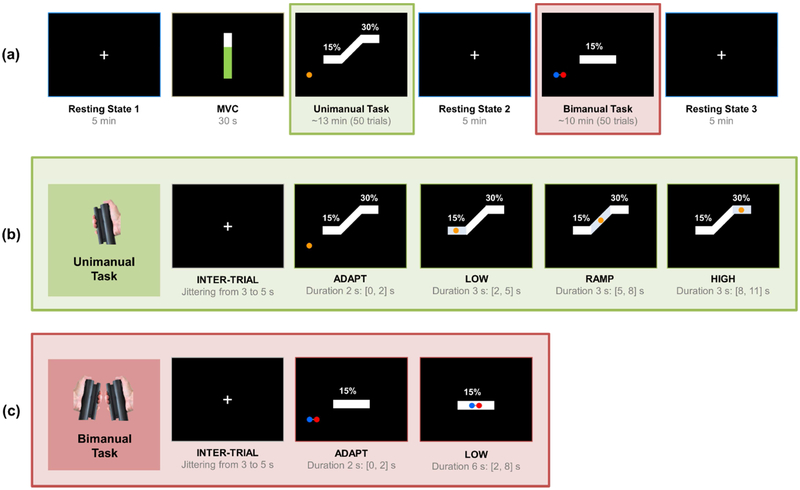 (a)
30%
15%
15%
Resting State 1
MVC
Unimanual Task
Resting State 2
Bimanual Task
Resting State 3
5 min
30 s
~13 min (50 trials)
5 min
~10 min (50 trials)
5 min
(b)
30%
30%
30%
30%
15%
15%
15%
15%
Unimanual
Task
INTER-TRIAL
ADAPT
LOW
RAMP
HIGH
Jittering from 3 to 5 s
Duration 2 s: [0, 2] s
Duration 3 s: [2, 5] s
Duration 3 s: [5, 8] s
Duration 3 s: [8, 11] s
(c)
15%
15%
Bimanual
Task
INTER-TRIAL
ADAPT
LOW
Jittering from 3 to 5 s
Duration 2 s: [0, 2] s
Duration 6 s: [2, 8] s